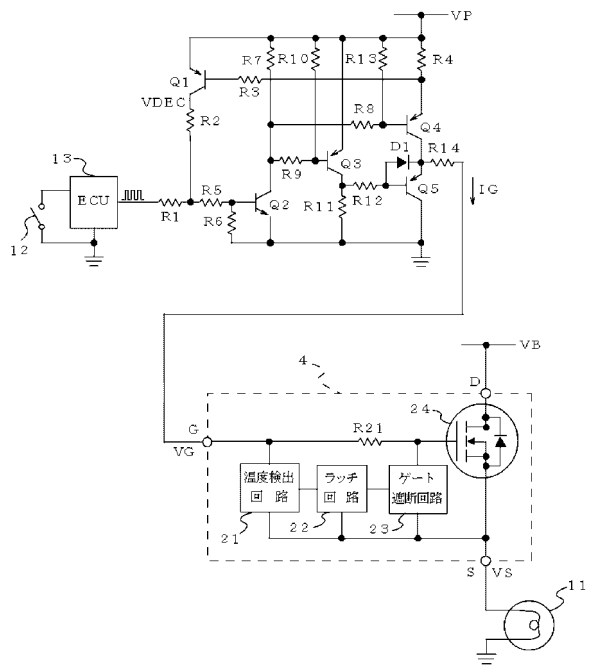 VP
R7
R10
R13
R4
Q1
R3
VDEC
R2
R8
Q4
D1
R14
13
ECU
R9
Q3
R1
R5
Q2
R12
Q5
IG
R6
R11
12
VB
4
D
24
G
R21
VG
温度検出
回 路
ラッチ
回路
ゲート
遮断回路
21
22
23
S
VS
11